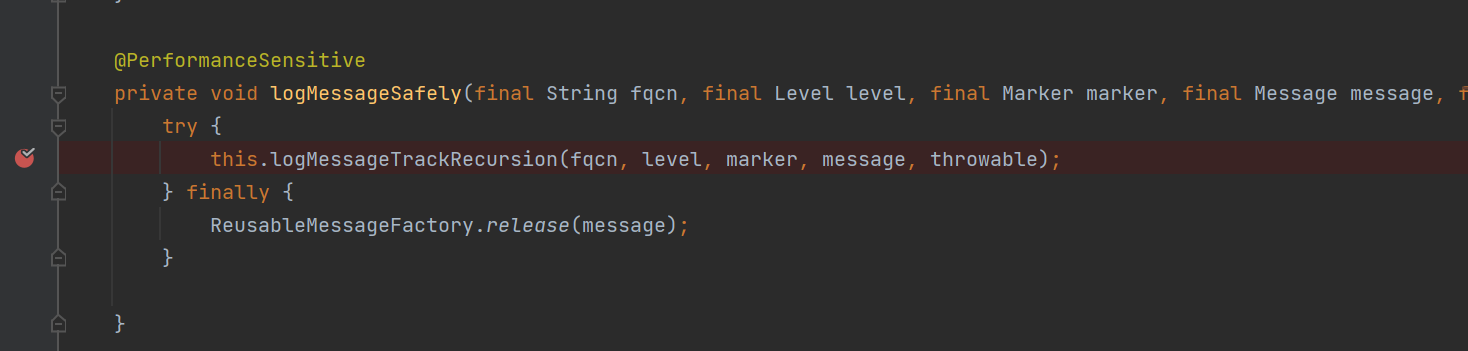 }
@PerformanceSensitive
private void logMessageSafely(final String fqcn, final Level level, final Marker marker, final Message message, f
try {
this.logMessageTrackRecursion(fqcn, level, marker, message, throwable);
} finally {
ReusableMessageFactory.release(message);
}
}